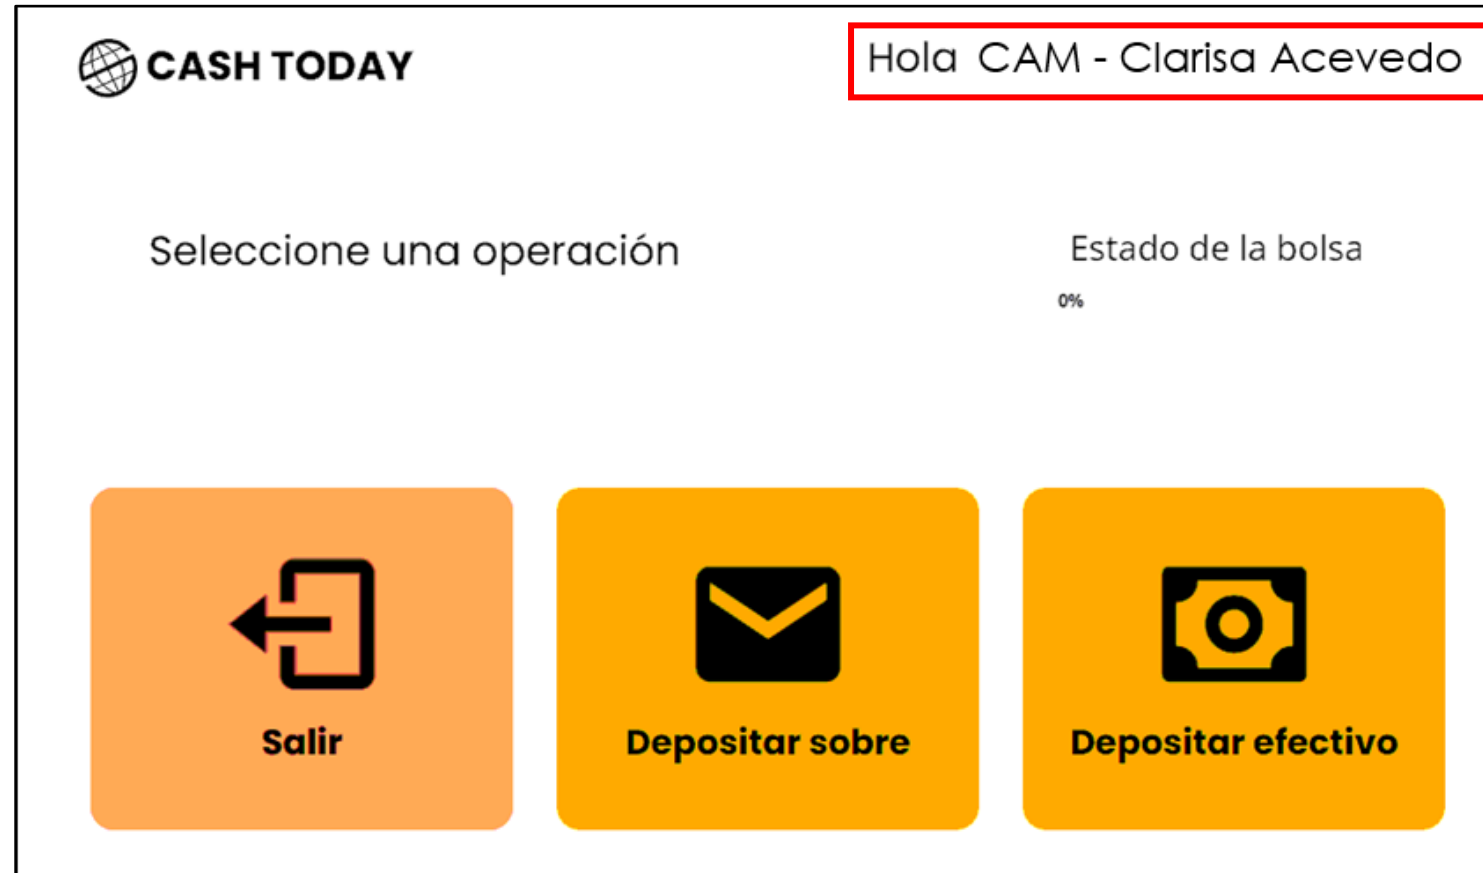 CASH TODAY
Hola CAM - Clarisa Acevedo
Seleccione una operación
Estado de la bolsa
0%
Salir
Depositar sobre
Depositar efectivo